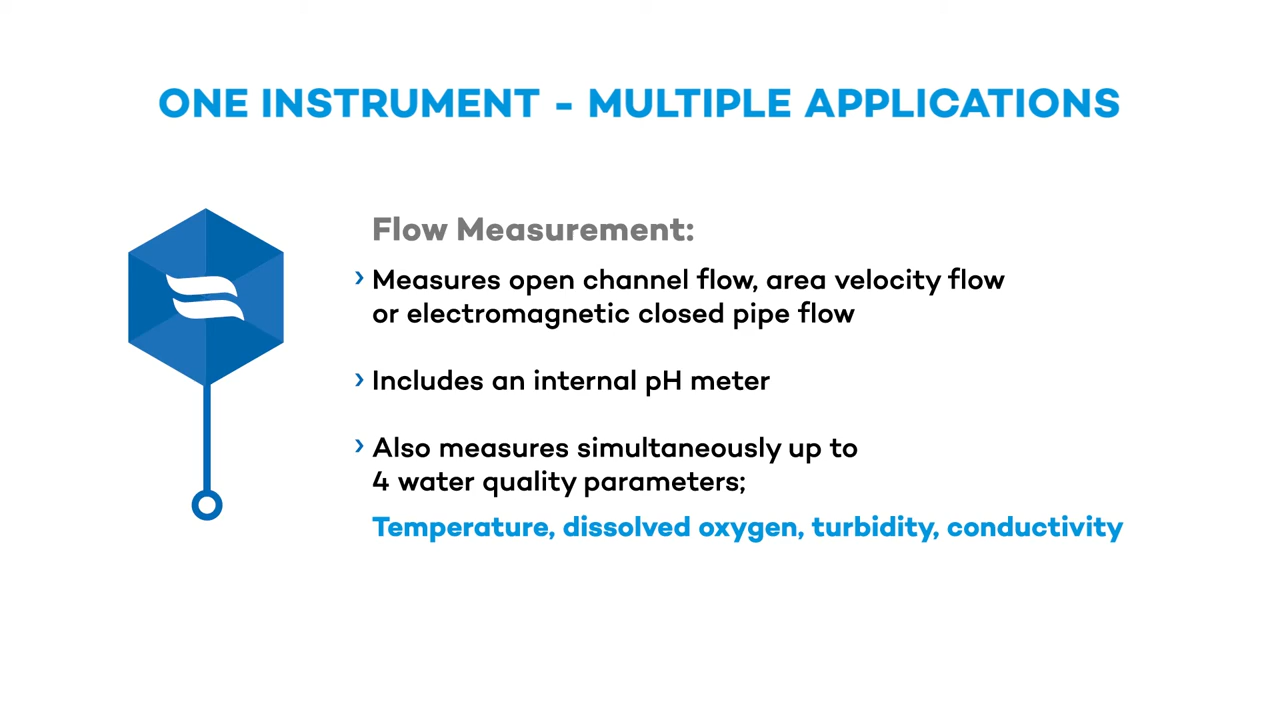 ONE INSTRUMENT - MULTIPLE APPLICATIONS
Flow Measurement:
› Measures open channel flow, area velocity flow
or electromagnetic closed pipe flow
› Includes an internal pH meter
› Also measures simultaneously up to
4 water quality parameters;
Temperature, dissolved oxygen, turbidity, conductivity